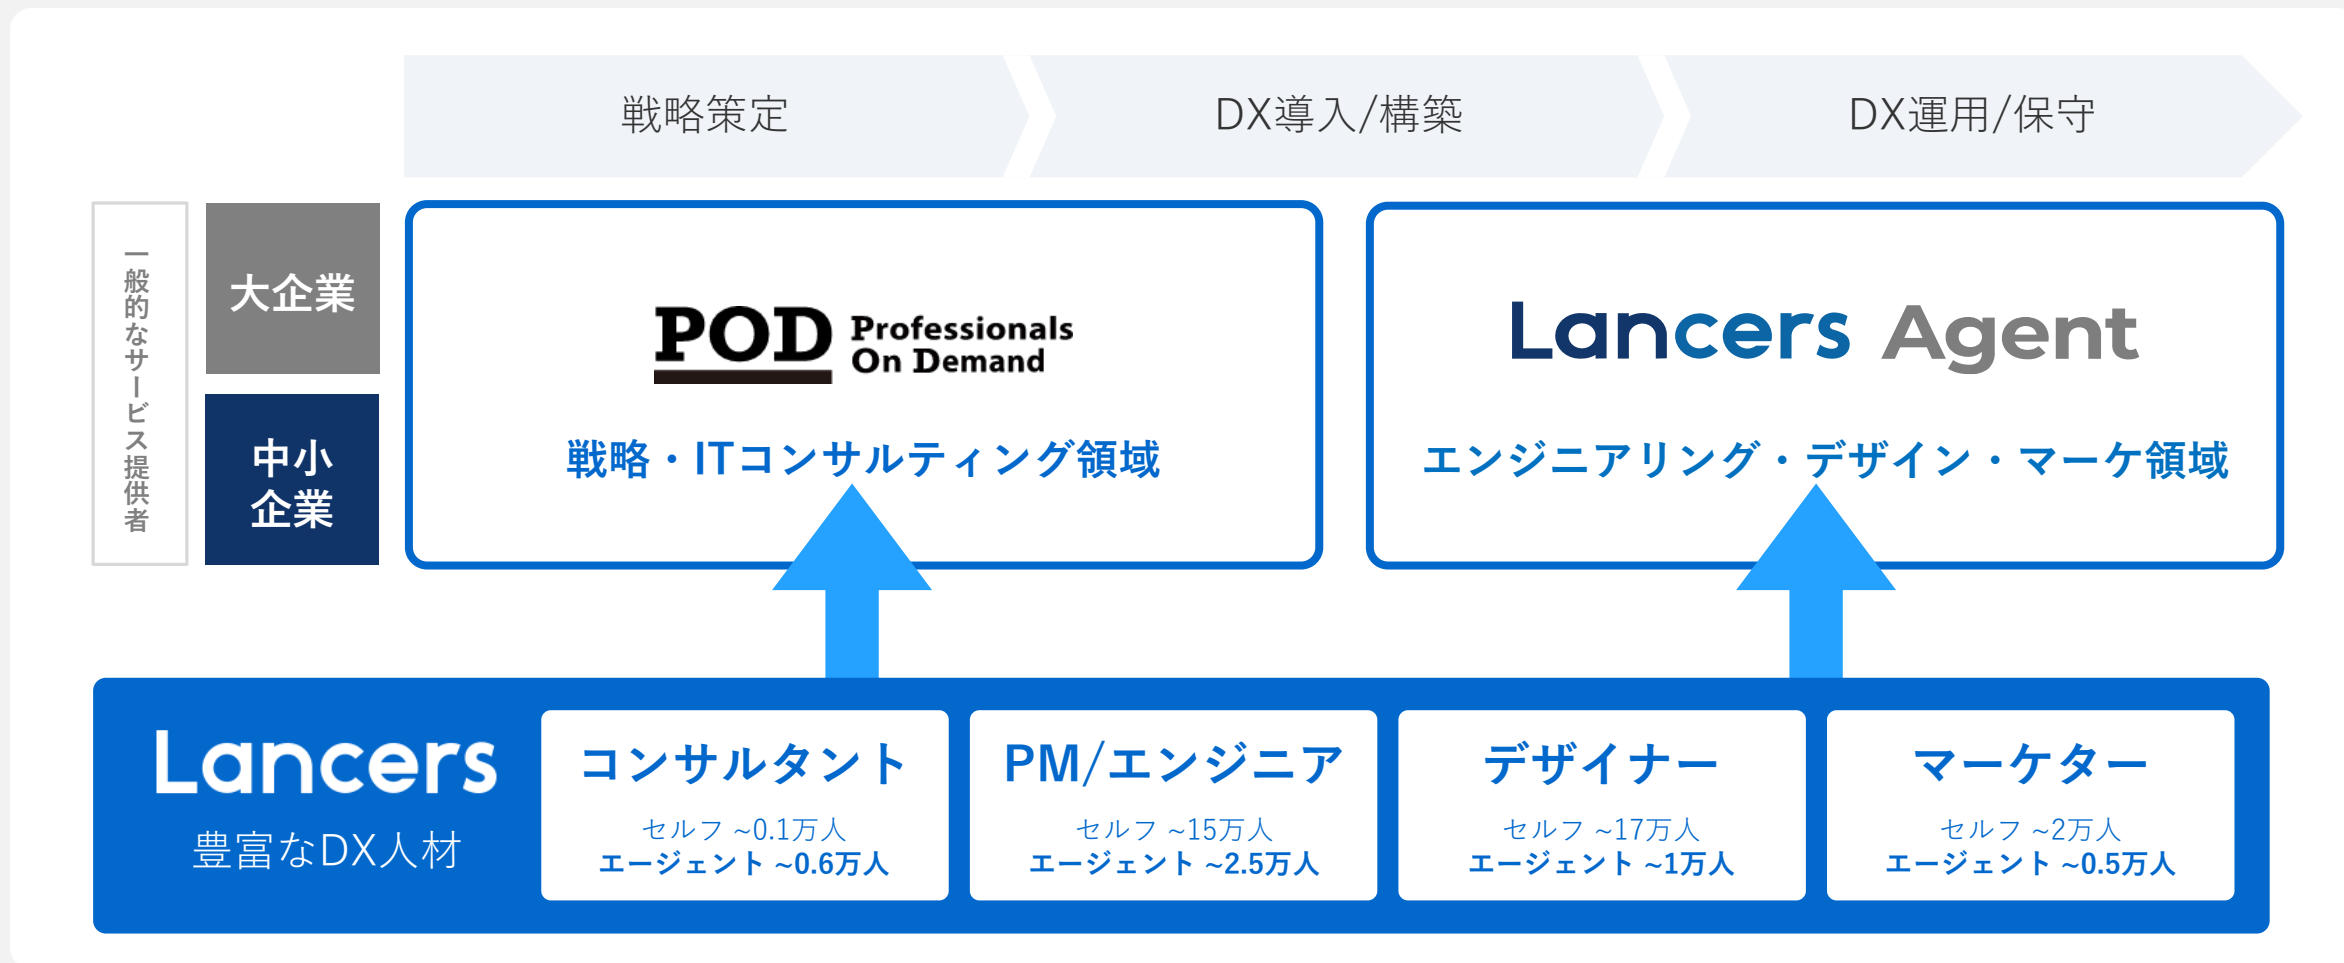 戦略策定
DX導入/構築
DX運用/保守
一般的なサービス提供者
大企業
中小
企業
POD Professionals
On Demand
戦略・ITコンサルティング領域
Lancers Agent
エンジニアリング・デザイン・マーケ領域
Lancers
豊富なDX人材
コンサルタント
セルフ ~0.1万人
エージェント ~0.6万人
PM/エンジニア
セルフ ~15万人
エージェント ~2.5万人
デザイナー
セルフ ~17万人
エージェント ~1万人
マーケター
セルフ ~2万人
エージェント ~0.5万人